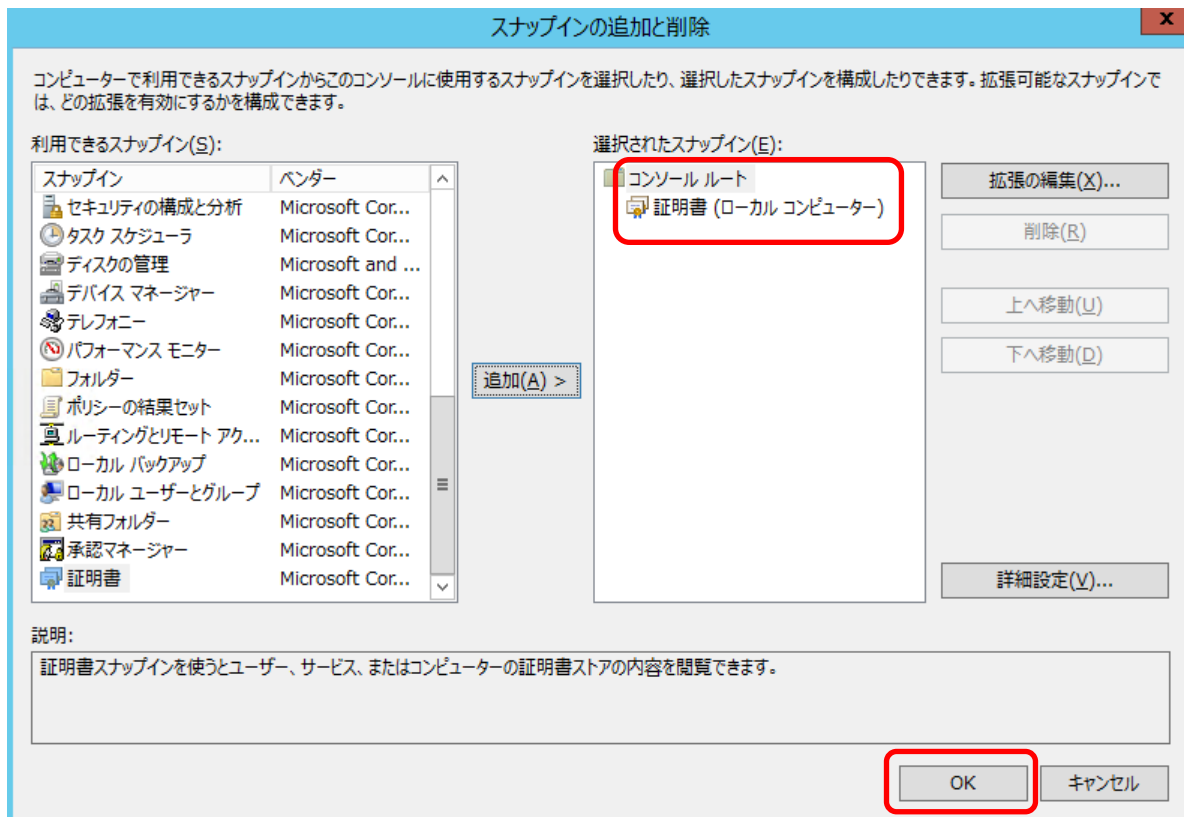 スナップインの追加と削除
x
コンピューターで利用できるスナップインからこのコンソールに使用するスナップインを選択したり、選択したスナップインを構成したりできます。拡張可能なスナップインで
は、どの拡張を有効にするかを構成できます。
利用できるスナップイン(S):
スナップイン ベンダー
セキュリティの構成と分析 Microsoft Cor...
タスク スケジューラ Microsoft Cor...
ディスクの管理 Microsoft and ...
デバイス マネージャー Microsoft Cor...
テレフォニー Microsoft Cor...
パフォーマンス モニター Microsoft Cor...
フォルダー Microsoft Cor...
ポリシーの結果セット Microsoft Cor...
ルーティングとリモート アク... Microsoft Cor...
ローカル バックアップ Microsoft Cor...
ローカル ユーザーとグループ Microsoft Cor...
共有フォルダー Microsoft Cor...
承認マネージャー Microsoft Cor...
証明書 Microsoft Cor...
追加(A) >
選択されたスナップイン(E):
コンソール ルート
証明書 (ローカル コンピューター)
拡張の編集(X)...
削除(R)
上へ移動(U)
下へ移動(D)
詳細設定(V)...
説明:
証明書スナップインを使うとユーザー、サービス、またはコンピューターの証明書ストアの内容を閲覧できます。
OK
キャンセル